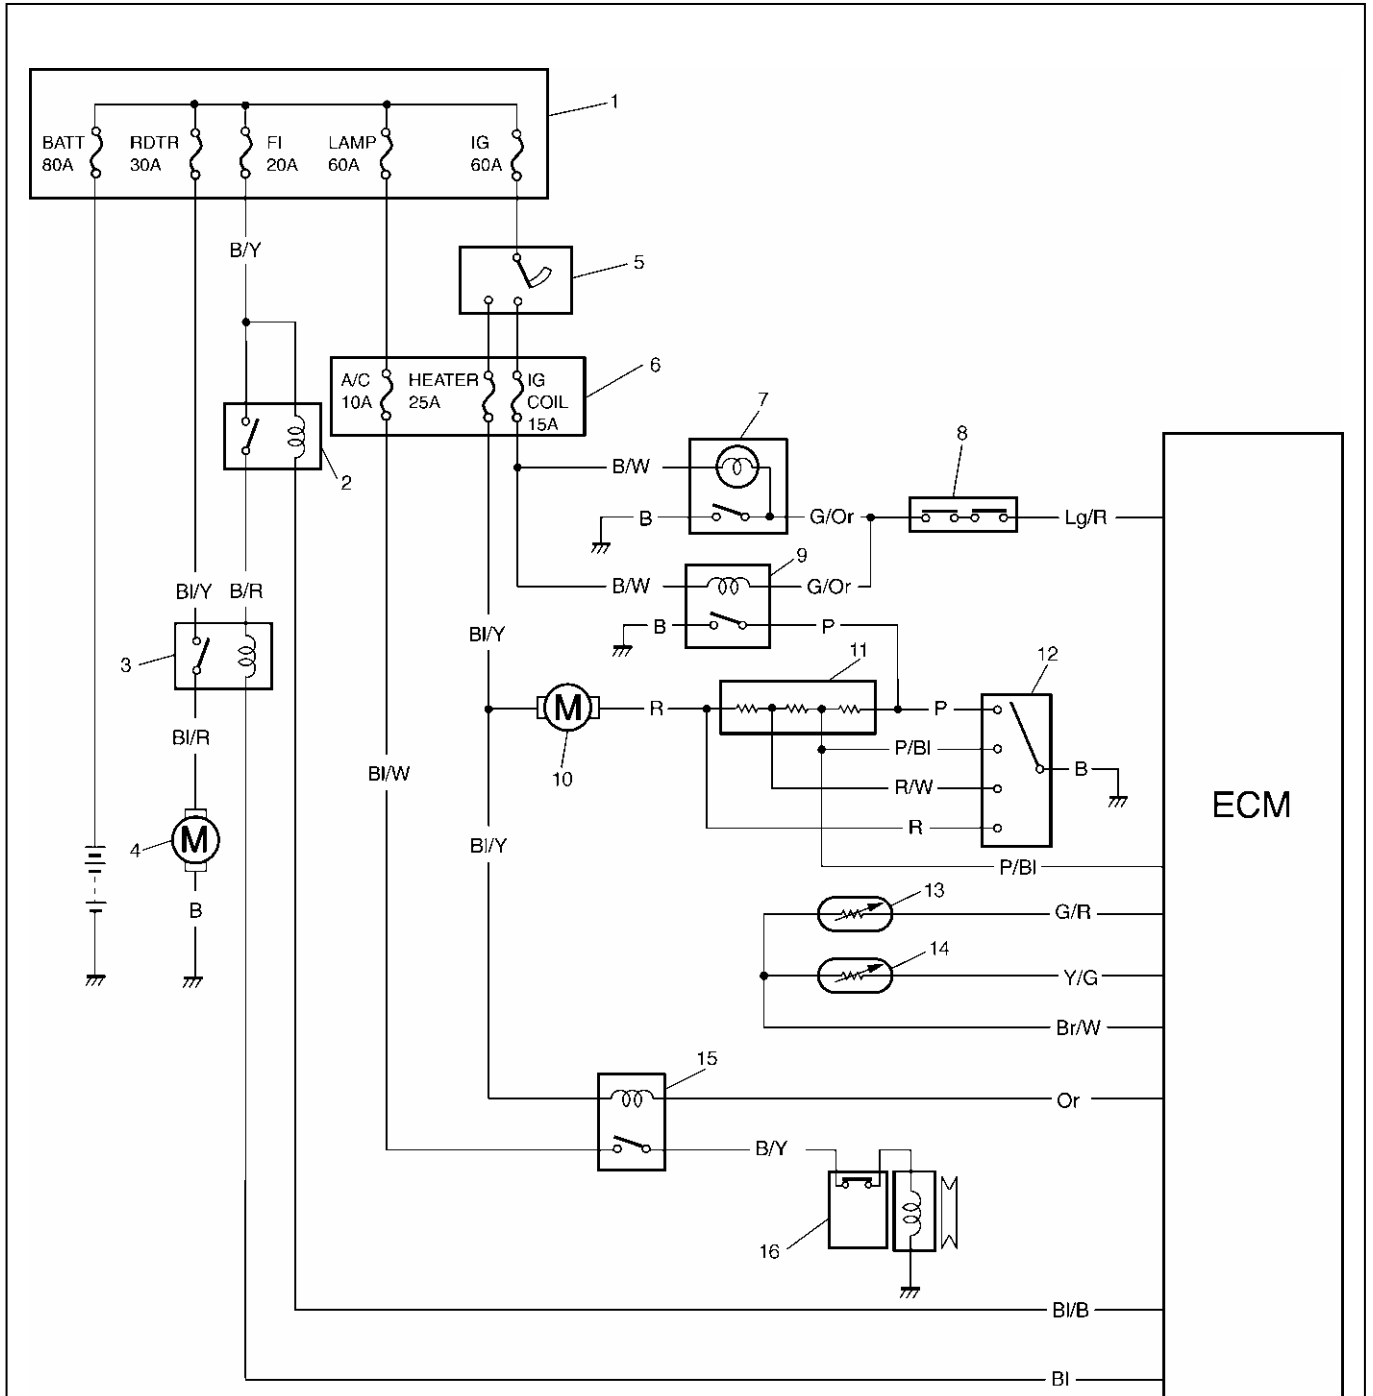 1
BATT RDTR FI LAMP IG
80A 30A 20A 60A 60A
B/Y
5
6
A/C HEATER IG
10A 25A COIL
15A
7
8
2
B/W
B G/Or Lg/R
9
Bl/Y B/R B/W G/Or
Bl/Y B P
3 11 12
M R P
Bl/R P/Bl
10
Bl/W B
R/W
ECM
R
4 M Bl/Y
P/Bl
13
B G/R
14
Y/G
Br/W
15
Or
B/Y
16
Bl/B
Bl